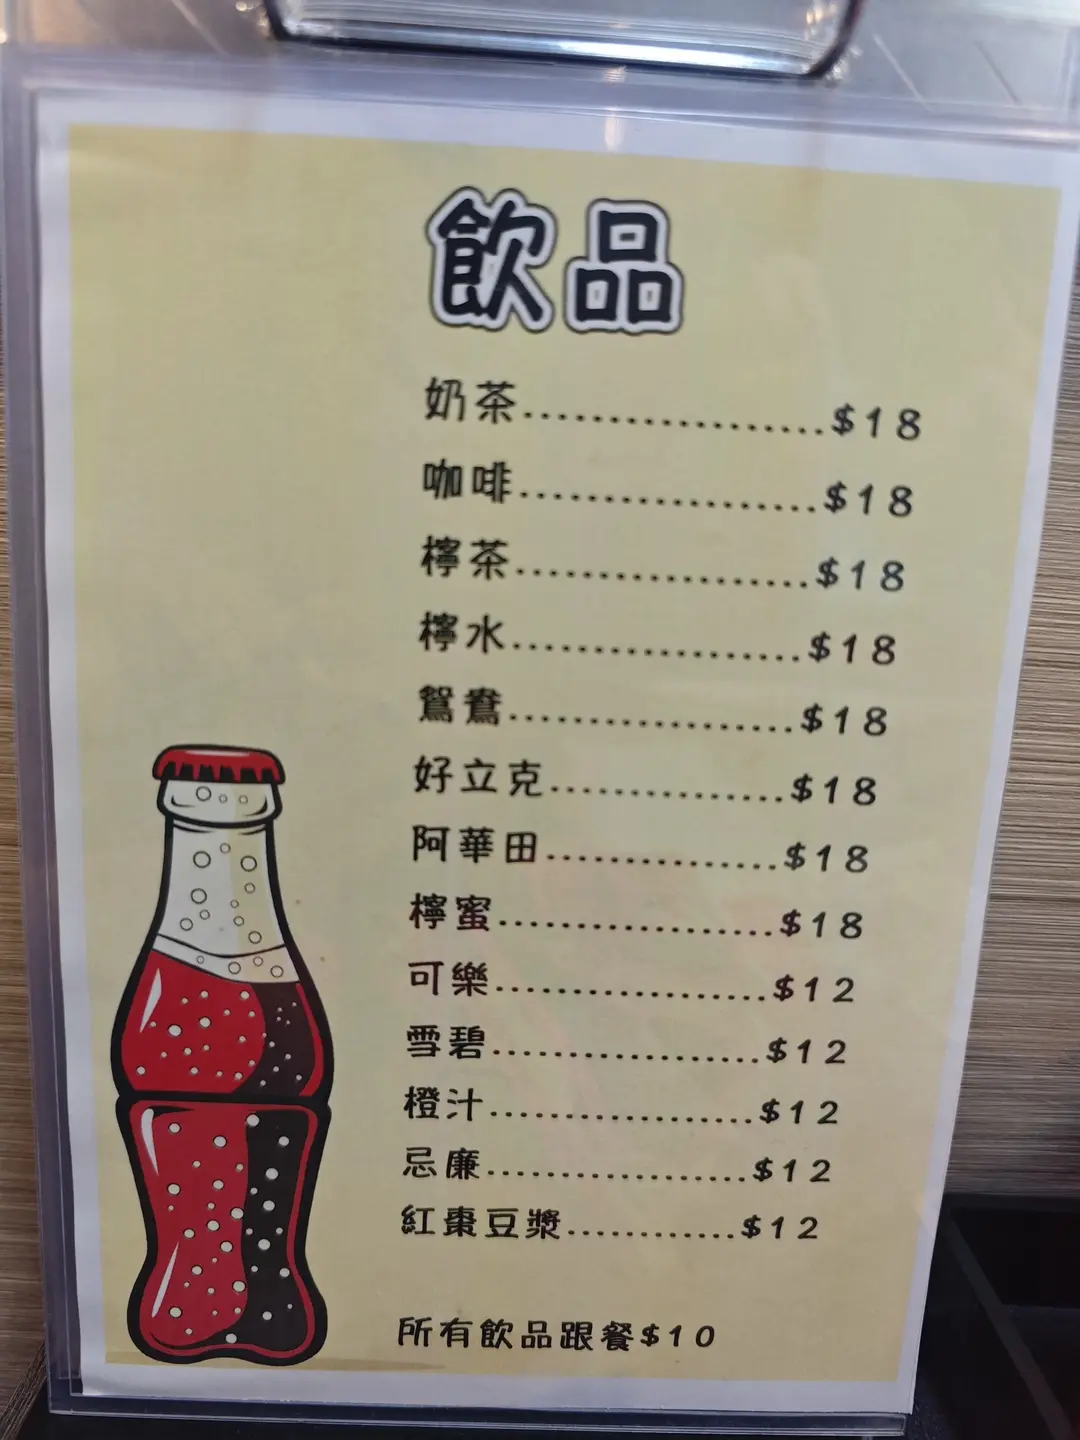 飲品
奶茶..................$18
咖啡..................$18
檸茶..................$18
檸水..................$18
鴛鴦..................$18
好立克...............$18
阿華田...............$18
檸蜜..................$18
可樂..................$12
雪碧..................$12
橙汁..................$12
忌廉..................$12
紅棗豆漿............$12
所有飲品跟餐$10